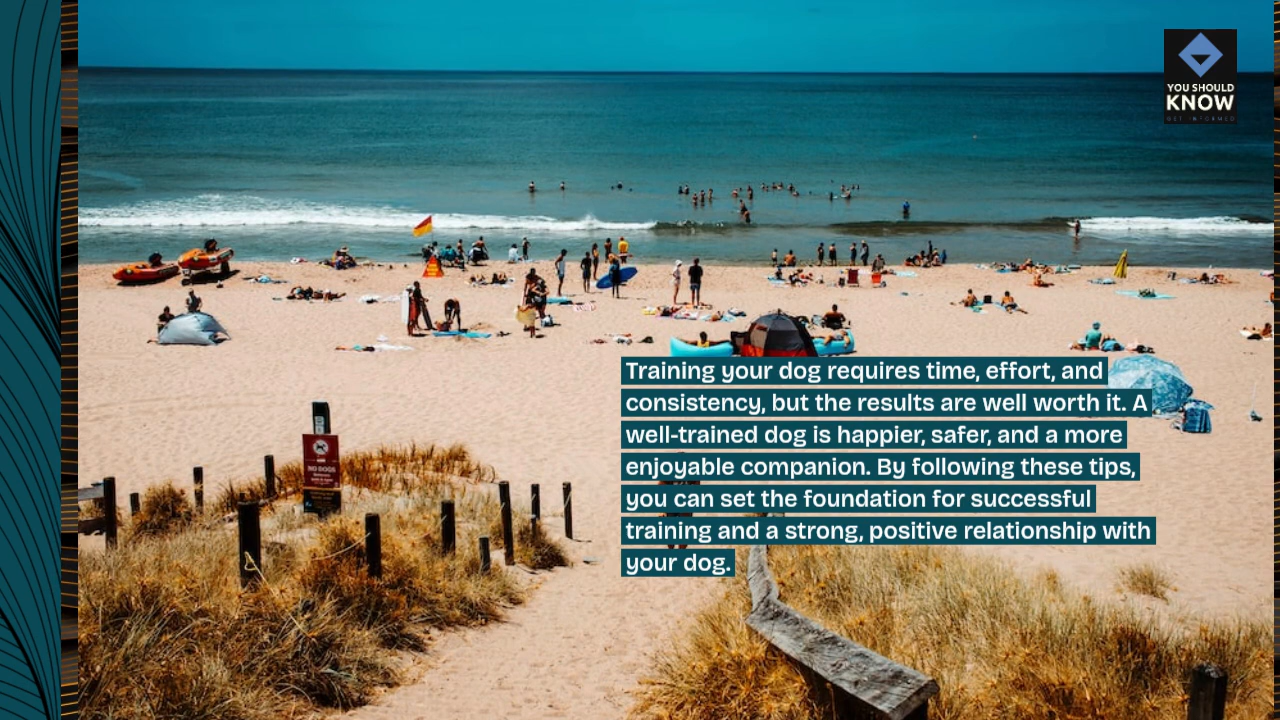 YOU SHOULD
KNOW
GET INFORMED
Training your dog requires time, effort, and
consistency, but the results are well worth it. A
well-trained dog is happier, safer, and a more
enjoyable companion. By following these tips,
you can set the foundation for successful
training and a strong, positive relationship with
your dog.
NO DOGS